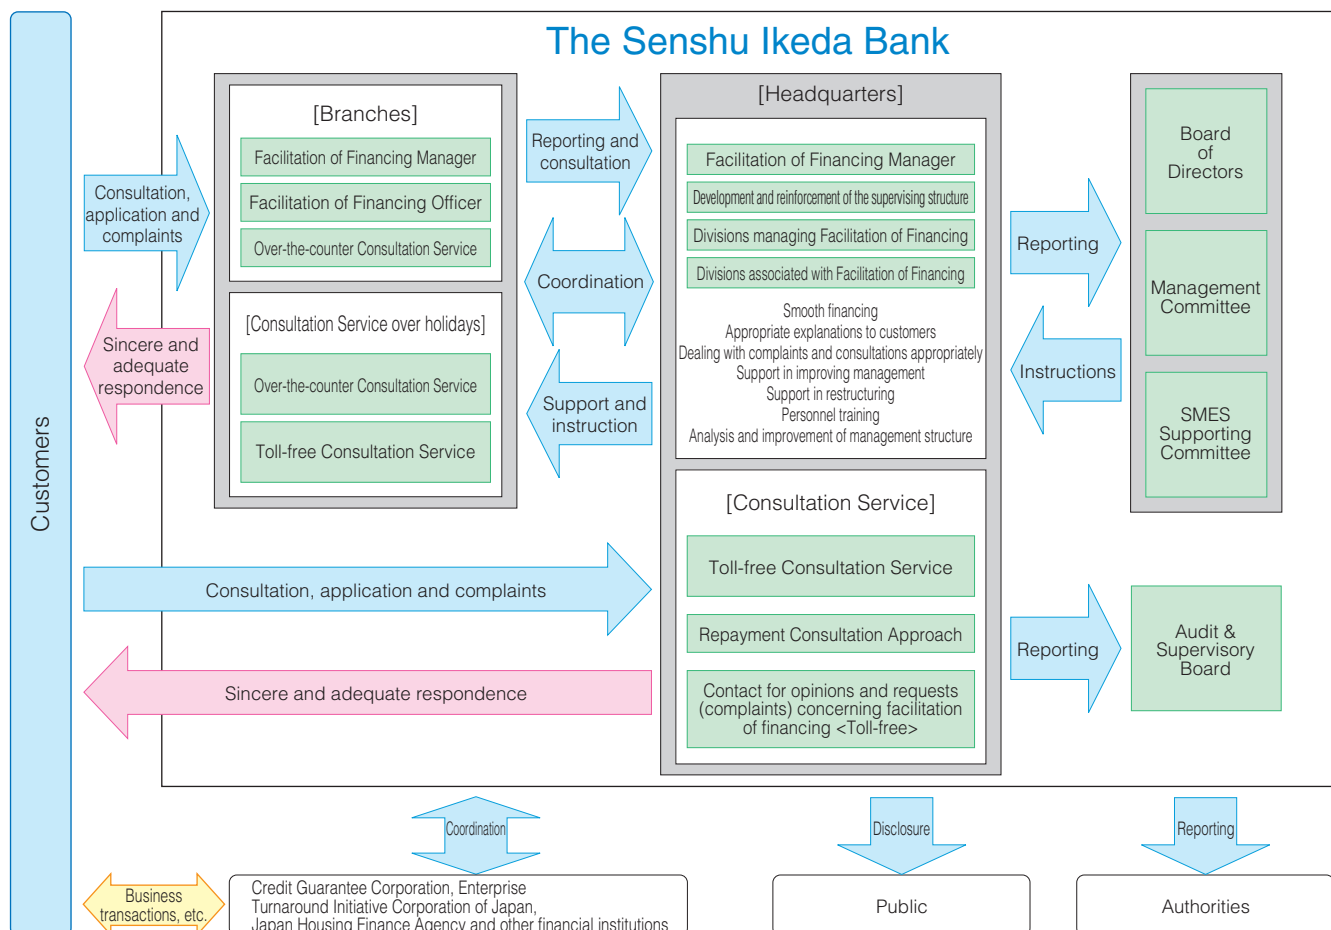 The Senshu Ikeda Bank
Customers
Consultation,
application and
complaints
Sincere and
adequate
respondence
[Branches]
Facilitation of Financing Manager
Facilitation of Financing Officer
Over-the-counter Consultation Service
[Consultation Service over holidays]
Over-the-counter Consultation Service
Toll-free Consultation Service
Reporting and
consultation
Coordination
Support and
instruction
[Headquarters]
Facilitation of Financing Manager
Development and reinforcement of the supervising structure
Divisions managing Facilitation of Financing
Divisions associated with Facilitation of Financing
Smooth financing
Appropriate explanations to customers
Dealing with complaints and consultations appropriately
Support in improving management
Support in restructuring
Personnel training
Analysis and improvement of management structure
[Consultation Service]
Toll-free Consultation Service
Repayment Consultation Approach
Contact for opinions and requests
(complaints) concerning facilitation
of financing <Toll-free>
Reporting
Instructions
Board
of
Directors
Management
Committee
SMES
Supporting
Committee
Consultation, application and complaints
Sincere and adequate respondence
Reporting
Audit &
Supervisory
Board
Coordination
Disclosure
Reporting
Business
transactions, etc.
Credit Guarantee Corporation, Enterprise
Turnaround Initiative Corporation of Japan,
Japan Housing Finance Agency and other financial institutions
Public
Authorities